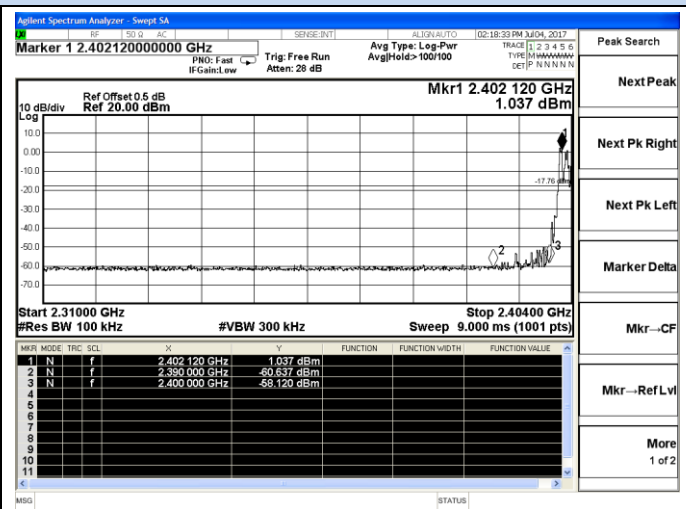 Agilent Spectrum Analyzer - Swept SA
RF 50 Ω AC SENSE:INT ALIGN AUTO 02:18:33 PM Jul 04, 2017
Marker 1 2.402120000000 GHz
PNO: Fast
IFGain:Low
Trig: Free Run
Atten: 28 dB
Avg Type: Log-Pwr
Avg|Hold:> 100/100
TRACE 1 2 3 4 5 6
TYPE M WWWWW
DET P N N N N N
Ref Offset 0.5 dB
10 dB/div Ref 20.00 dBm
Log
Mkr1 2.402 120 GHz
1.037 dBm
10.0
0.00
-10.0
-20.0
-30.0
-40.0
-50.0
-60.0
-70.0
1
-17.76 dBm
2
3
Start 2.31000 GHz Stop 2.40400 GHz
#Res BW 100 kHz #VBW 300 kHz Sweep 9.000 ms (1001 pts)
MKR MODE TRC SCL X Y FUNCTION FUNCTION WIDTH FUNCTION VALUE
1 N f 2.402 120 GHz 1.037 dBm
2 N f 2.390 000 GHz -60.637 dBm
3 N f 2.400 000 GHz -58.120 dBm
4
5
6
7
8
9
10
11
MSG STATUS
Peak Search
Next Peak
Next Pk Right
Next Pk Left
Marker Delta
Mkr→CF
Mkr→Ref Lvl
More
1 of 2